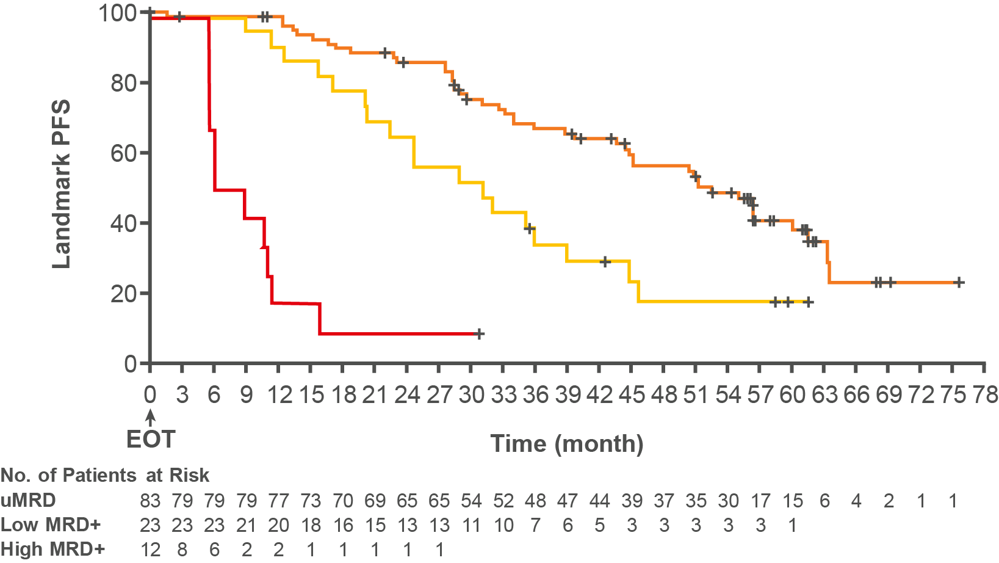 100
80
60
40
20
0
Landmark PFS
0 3 6 9 12 15 18 21 24 27 30 33 36 39 42 45 48 51 54 57 60 63 66 69 72 75 78
EOT
Time (month)
No. of Patients at Risk
uMRD 83 79 79 79 77 73 70 69 65 65 54 52 48 47 44 39 37 35 30 17 15 6 4 2 1 1
Low MRD+ 23 23 23 21 20 18 16 15 13 13 11 10 7 6 5 3 3 3 3 3 1
High MRD+ 12 8 6 2 2 1 1 1 1 1